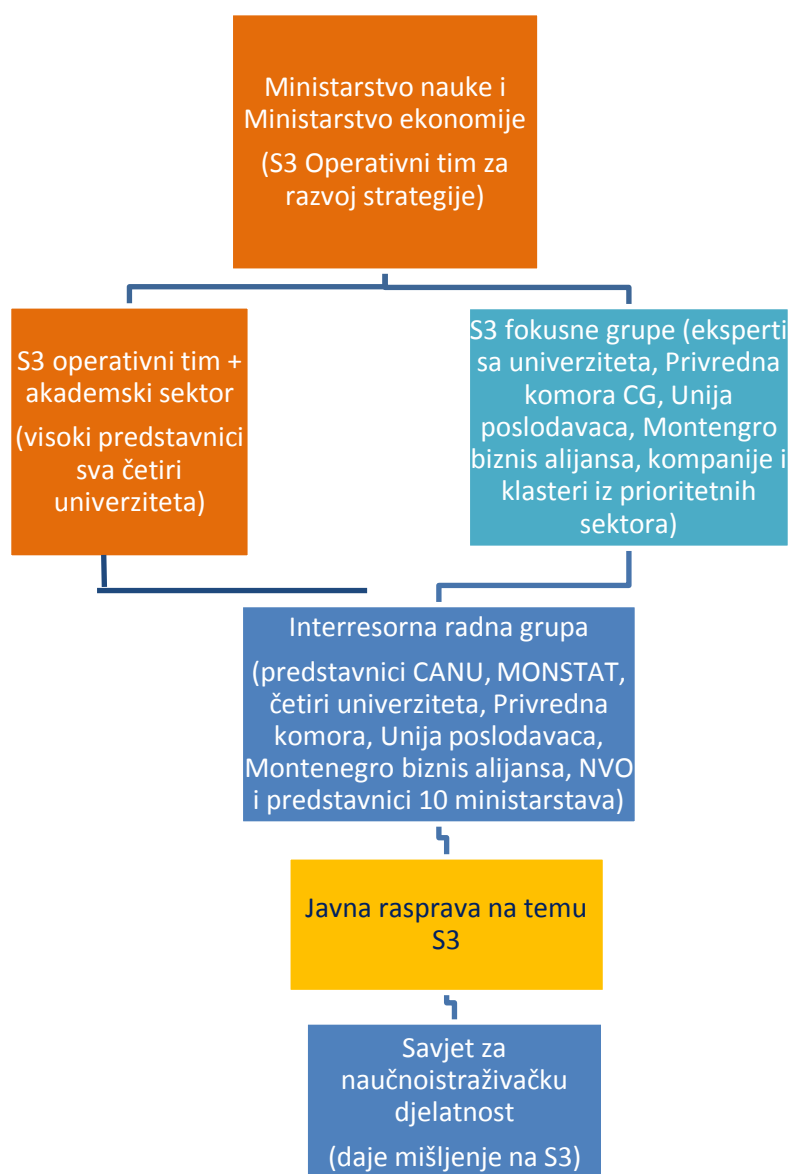 Ministarstvo nauke i
Ministarstvo ekonomije
(S3 Operativni tim za
razvoj strategije)
S3 operativni tim +
akademski sektor
(visoki predstavnici
sva četiri
univerziteta)
S3 fokusne grupe (eksperti
sa univerziteta, Privredna
komora CG, Unija
poslodavaca, Montengro
biznis alijansa, kompanije i
klasteri iz prioritetnih
sektora)
Interresorna radna grupa
(predstavnici CANU, MONSTAT,
četiri univerziteta, Privredna
komora, Unija poslodavaca,
Montenegro biznis alijansa, NVO
i predstavnici 10 ministarstava)
Javna rasprava na temu
S3
Savjet za
naučnoistraživačku
djelatnost
(daje mišljenje na S3)